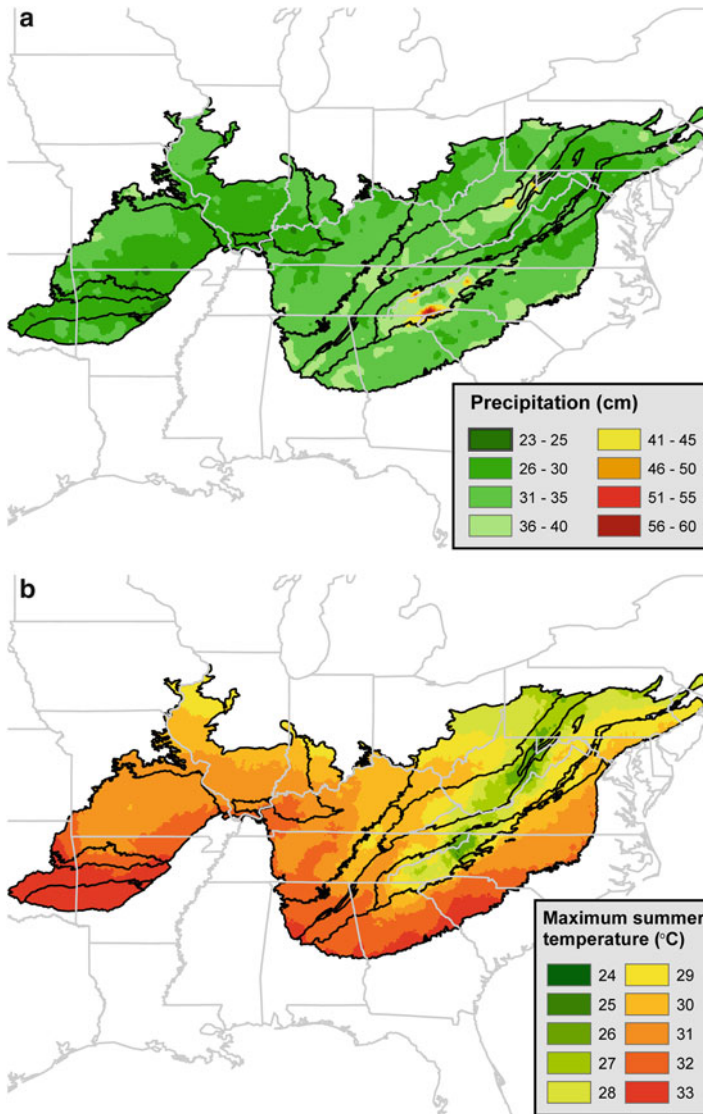 a
Precipitation (cm)
23 - 25
26 - 30
31 - 35
36 - 40
41 - 45
46 - 50
51 - 55
56 - 60
b
Maximum summer
temperature (°C)
24
25
26
27
28
29
30
31
32
33